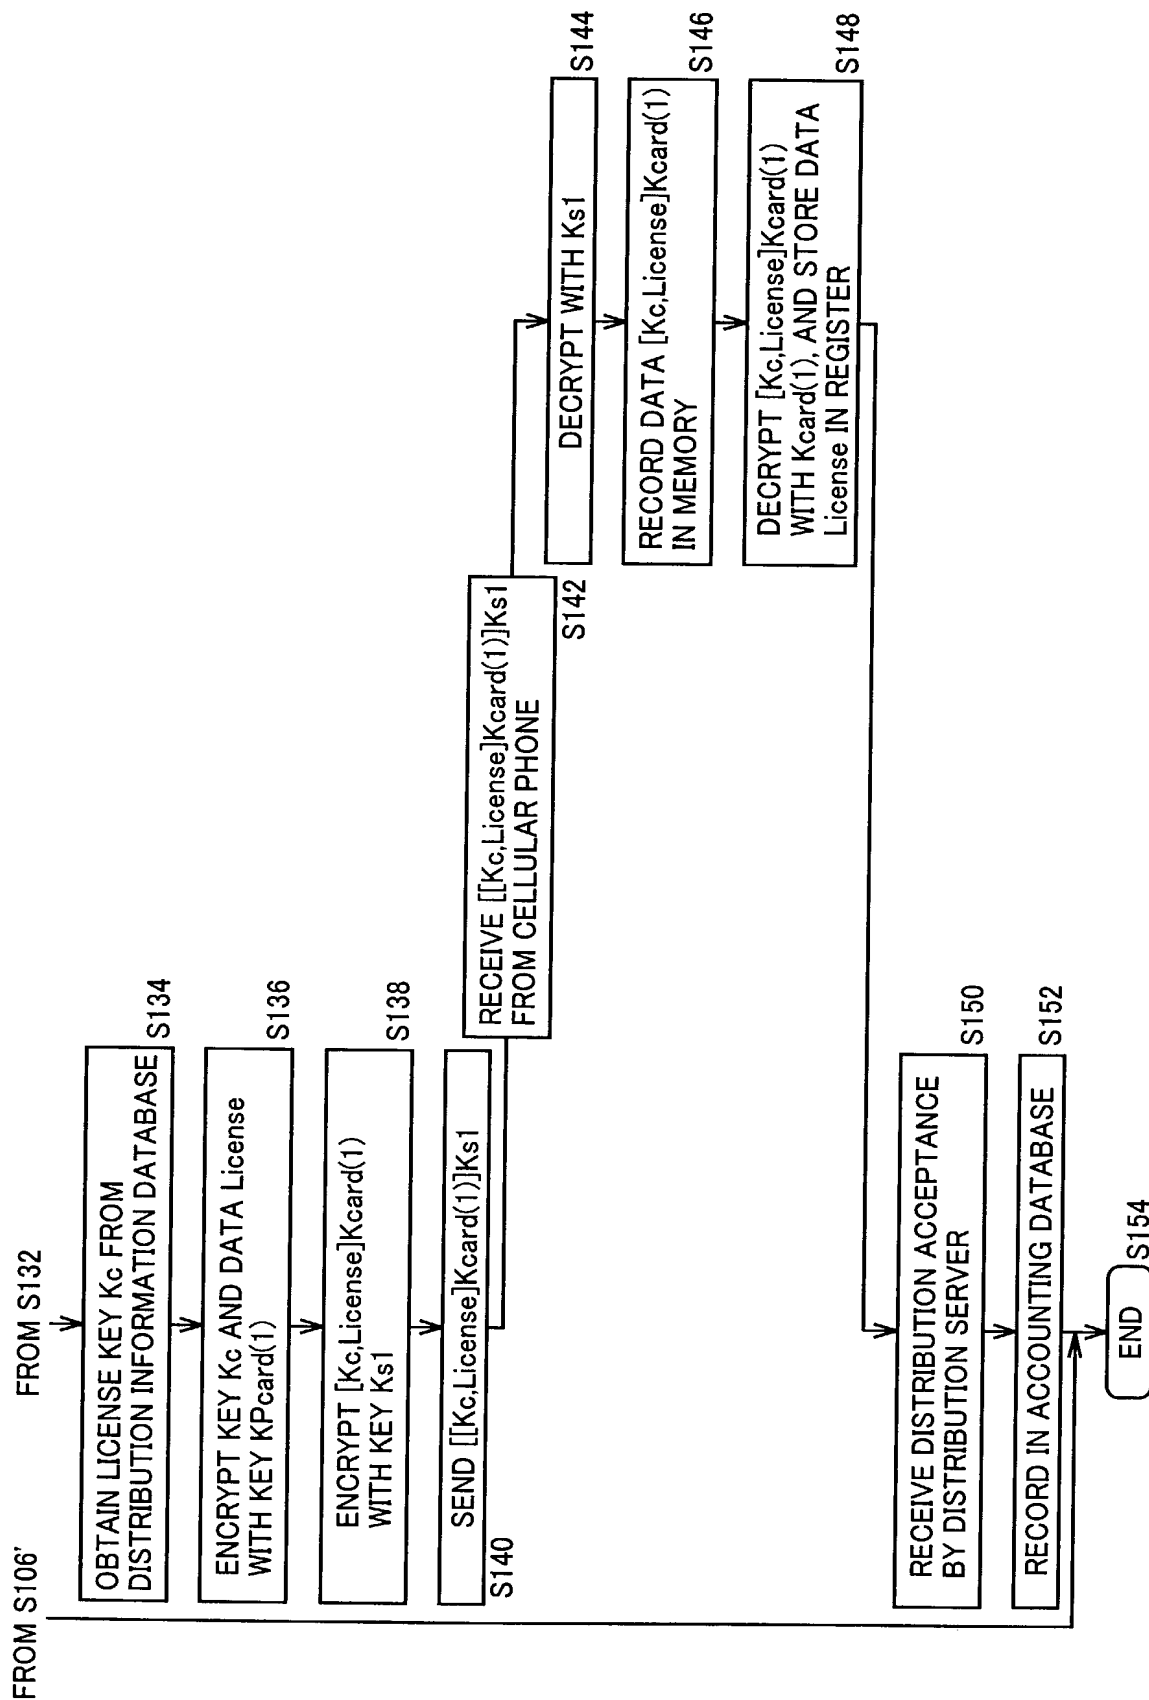 FROM S106'
FROM S132
OBTAIN LICENSE KEY Kc FROM
DISTRIBUTION INFORMATION DATABASE
S134
ENCRYPT KEY Kc AND DATA License
WITH KEY KPcard(1)
S136
ENCRYPT [Kc,License]Kcard(1)
WITH KEY Ks1
S138
SEND [[Kc,License]Kcard(1)]Ks1
S140
RECEIVE [[Kc,License]Kcard(1)]Ks1
FROM CELLULAR PHONE
S142
DECRYPT WITH Ks1
S144
RECORD DATA [Kc,License]Kcard(1)
IN MEMORY
S146
DECRYPT [Kc,License]Kcard(1)
WITH Kcard(1), AND STORE DATA
License IN REGISTER
S148
RECEIVE DISTRIBUTION ACCEPTANCE
BY DISTRIBUTION SERVER
S150
RECORD IN ACCOUNTING DATABASE
S152
END
S154